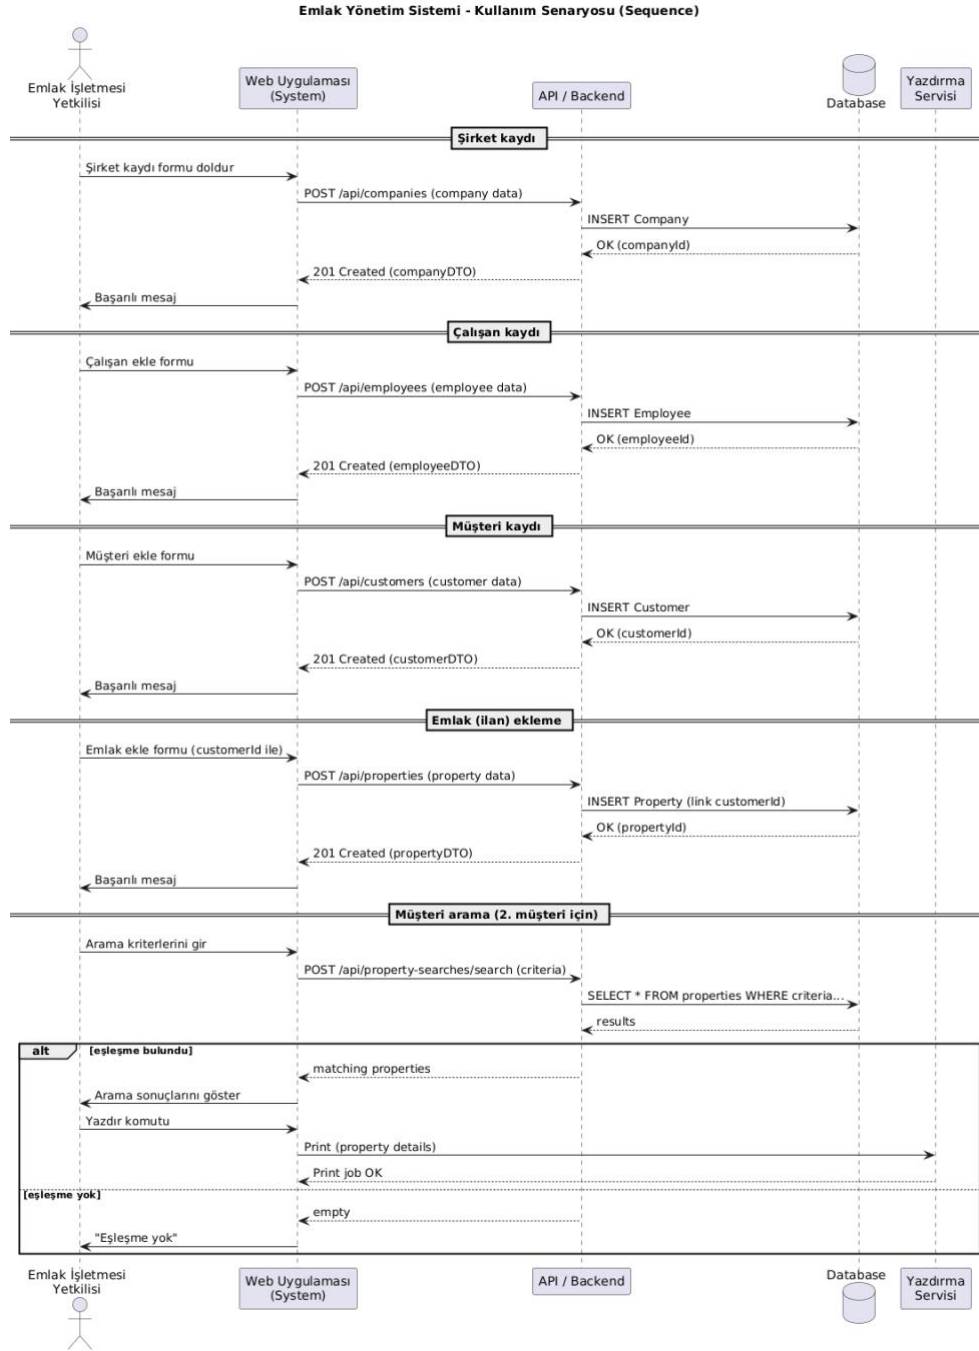 Emlak Yönetim Sistemi - Kullanım Senaryosu (Sequence)
Emlak İşletmesi
Yetkilisi
Web Uygulaması
(System)
API / Backend
Database
Yazdırma
Servisi
Şirket kaydı
Şirket kaydı formu doldur
POST /api/companies (company data)
INSERT Company
OK (companyId)
201 Created (companyDTO)
Başarılı mesaj
Çalışan kaydı
Çalışan ekle formu
POST /api/employees (employee data)
INSERT Employee
OK (employeeId)
201 Created (employeeDTO)
Başarılı mesaj
Müşteri kaydı
Müşteri ekle formu
POST /api/customers (customer data)
INSERT Customer
OK (customerId)
201 Created (customerDTO)
Başarılı mesaj
Emlak (ilan) ekleme
Emlak ekle formu (customerId ile)
POST /api/properties (property data)
INSERT Property (link customerId)
OK (propertyId)
201 Created (propertyDTO)
Başarılı mesaj
Müşteri arama (2. müşteri için)
Arama kriterlerini gir
POST /api/property-searches/search (criteria)
SELECT * FROM properties WHERE criteria...
results
alt [eşleşme bulundu]
matching properties
Arama sonuçlarını göster
Yazdır komutu
Print (property details)
Print job OK
[eşleşme yok]
empty
"Eşleşme yok"
Emlak İşletmesi
Yetkilisi
Web Uygulaması
(System)
API / Backend
Database
Yazdırma
Servisi